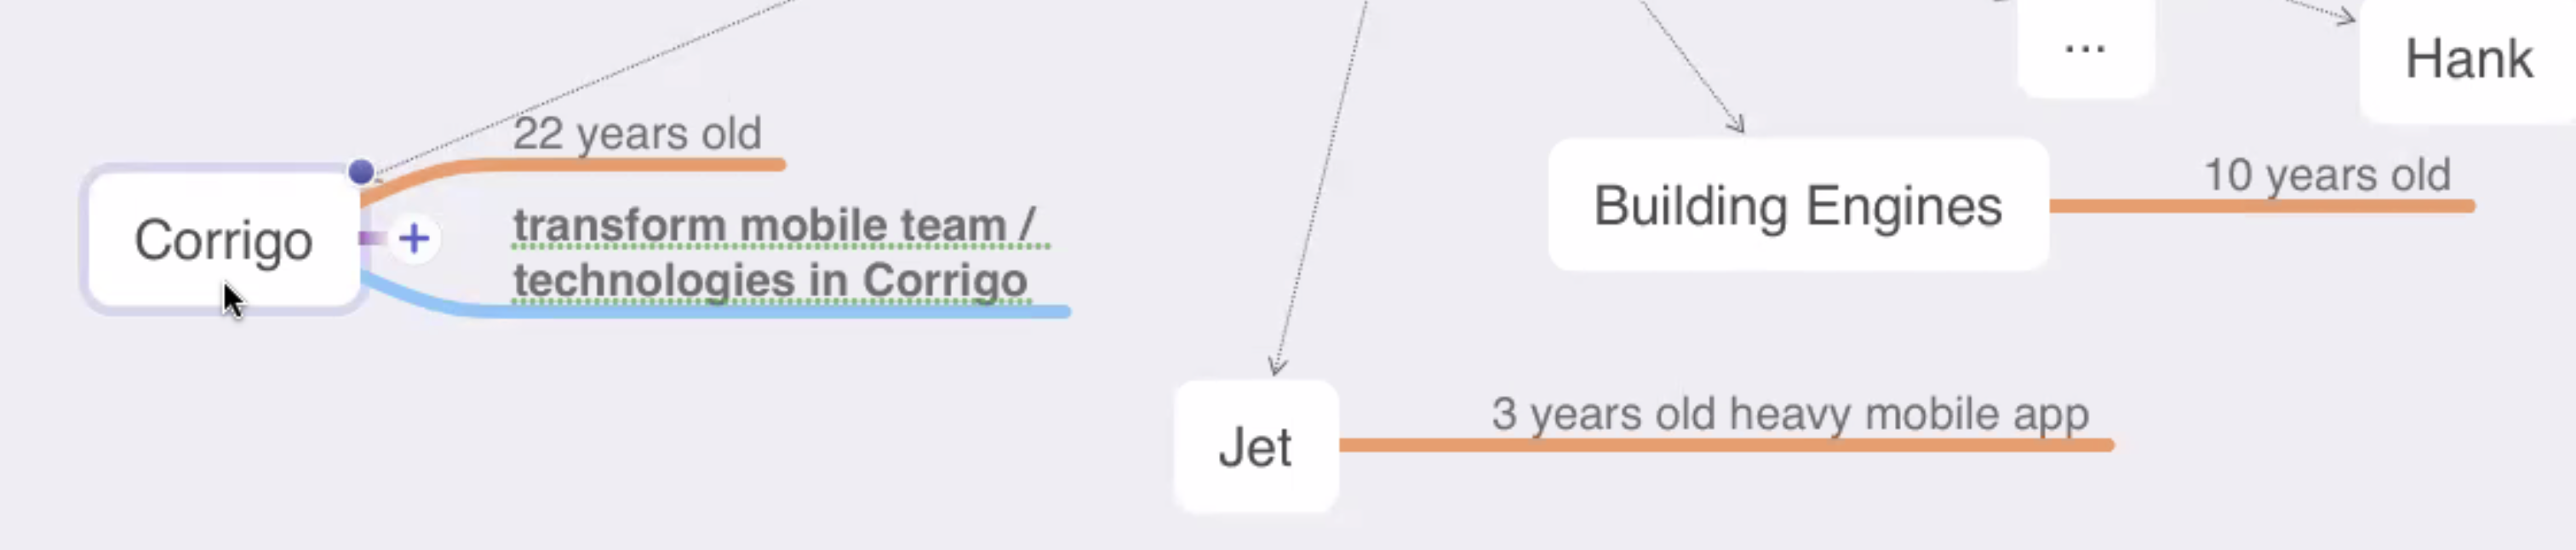 ...
Hank
22 years old
Corrigo
transform mobile team /
technologies in Corrigo
Building Engines
10 years old
Jet
3 years old heavy mobile app